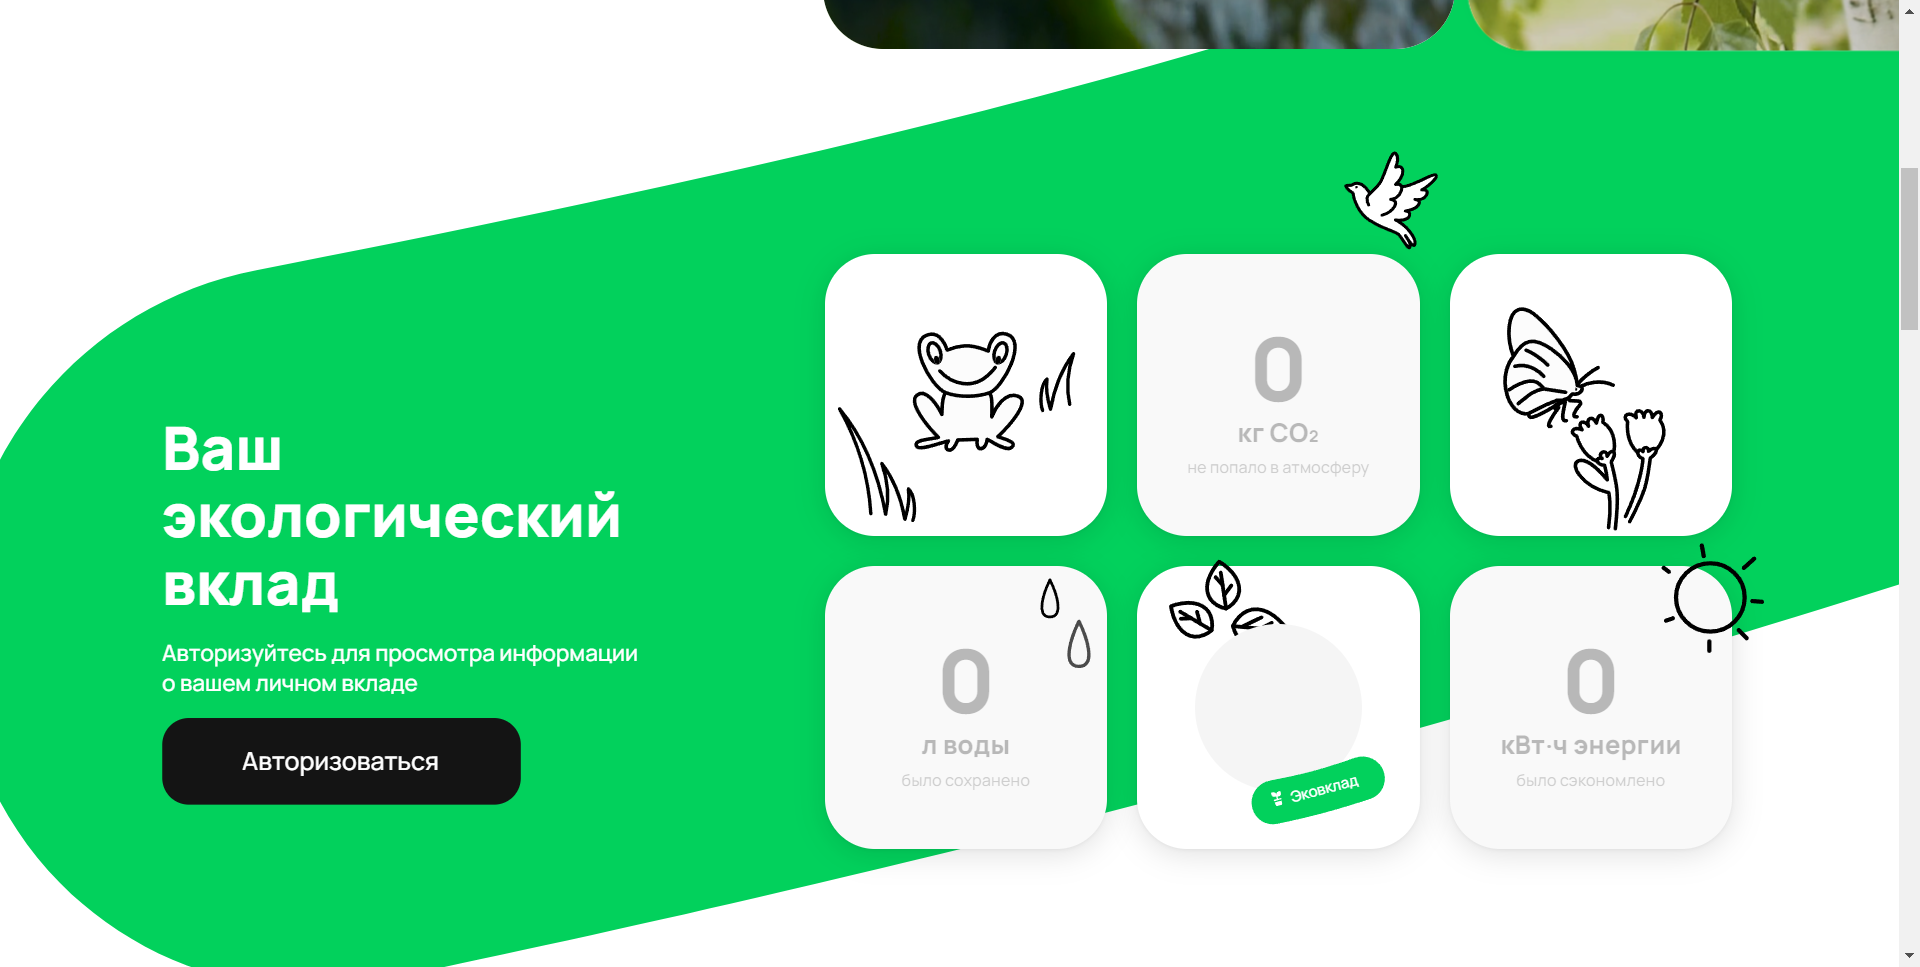 Ваш
экологический
вклад
Авторизуйтесь для просмотра информации
о вашем личном вкладе
Авторизоваться
0
кг CO₂
не попало в атмосферу
0
л воды
было сохранено
Эковклад
0
кВт·ч энергии
было сэкономлено